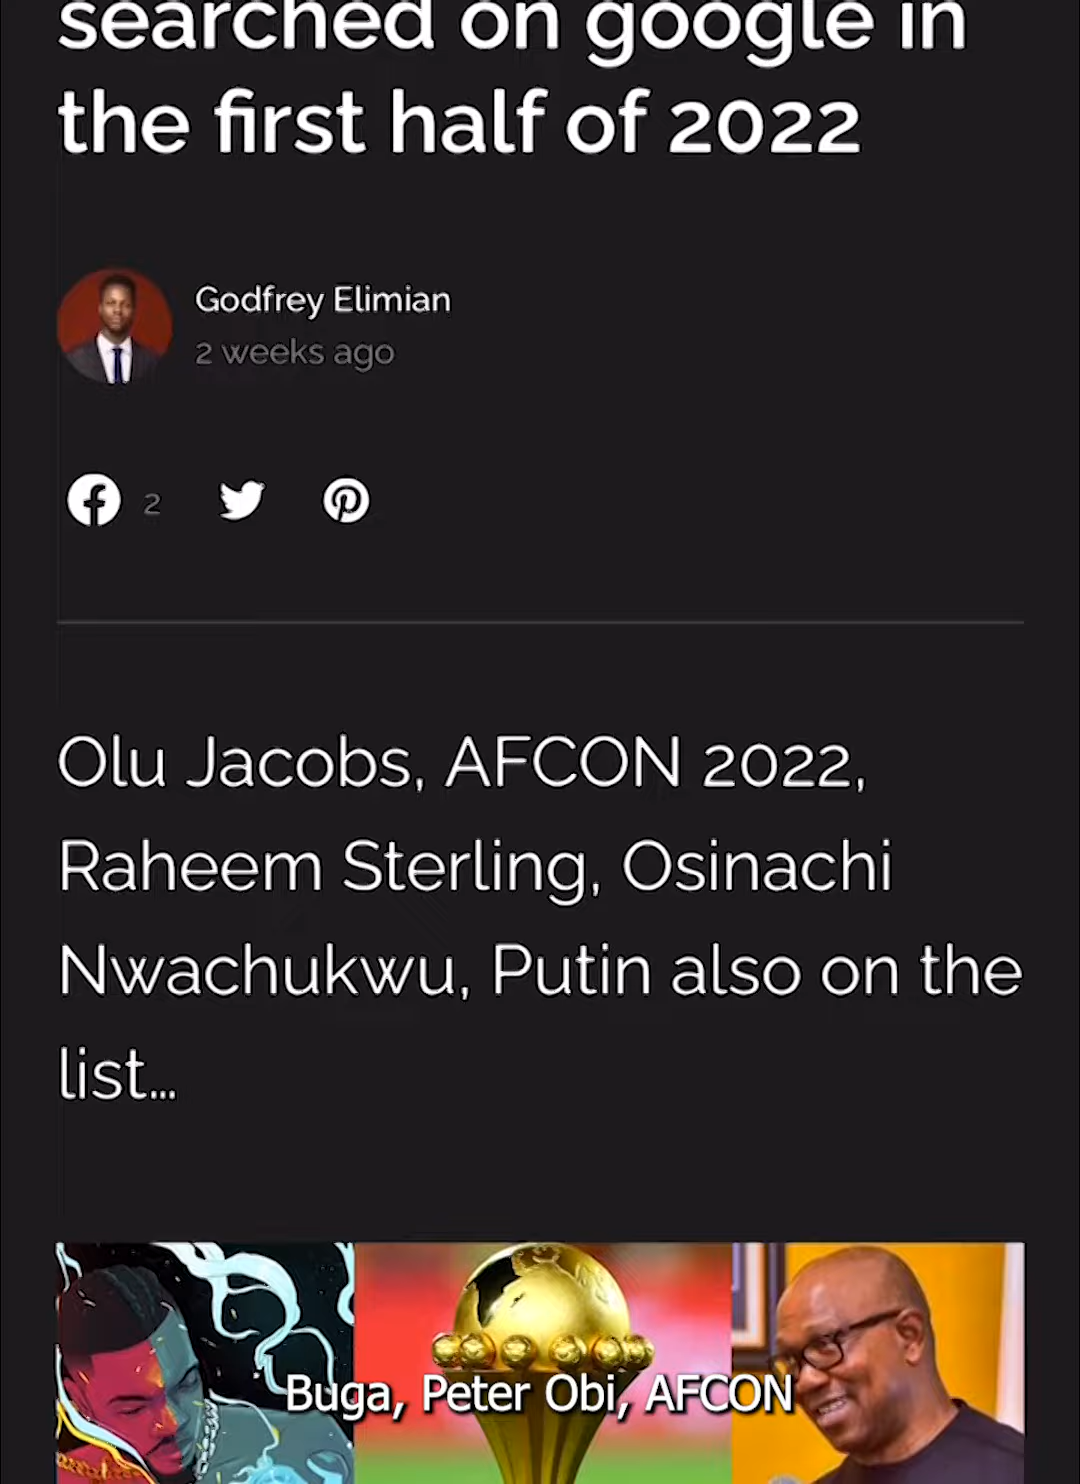 searched on google in
the first half of 2022
Godfrey Elimian
2 weeks ago
2
Olu Jacobs, AFCON 2022,
Raheem Sterling, Osinachi
Nwachukwu, Putin also on the
list...
Buga, Peter Obi, AFCON